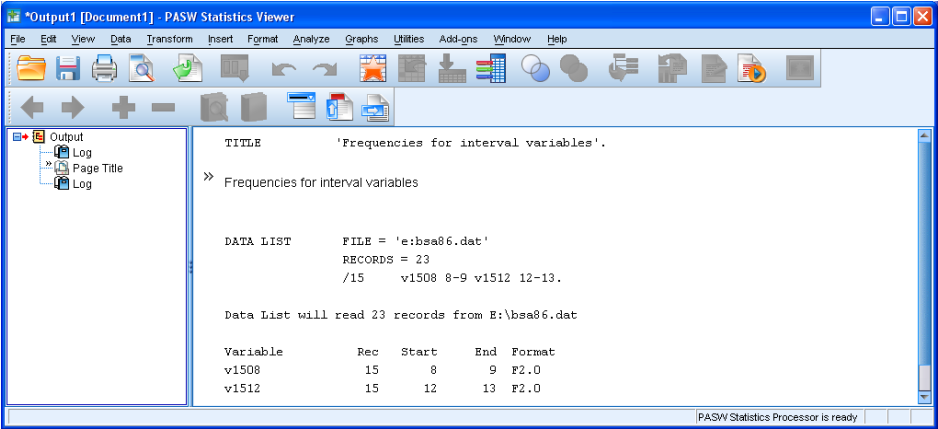 *Output1 [Document1] - PASW Statistics Viewer
File Edit View Data Transform Insert Format Analyze Graphs Utilities Add-ons Window Help
Output
Log
Page Title
Log
TITLE 'Frequencies for interval variables'.
Frequencies for interval variables
DATA LIST FILE = 'e:bsa86.dat'
RECORDS = 23
/15 v1508 8-9 v1512 12-13.
Data List will read 23 records from E:\bsa86.dat
Variable Rec Start End Format
v1508 15 8 9 F2.0
v1512 15 12 13 F2.0
PASW Statistics Processor is ready